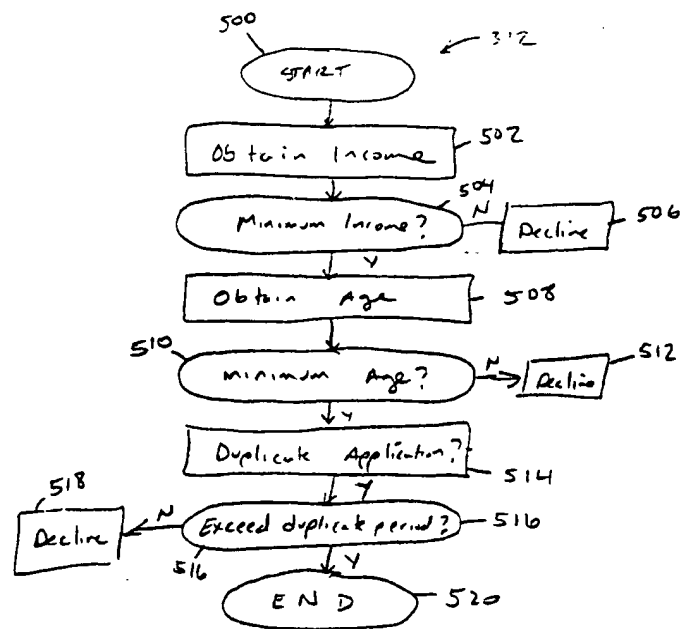 500
312
START
Obtain Income
502
504
Minimum Income?
N
Decline
506
Y
Obtain Age
508
510
Minimum Age?
N
Decline
512
Y
Duplicate Application?
514
518
Y
Decline
N
Exceed duplicate period?
516
516
Y
END
520